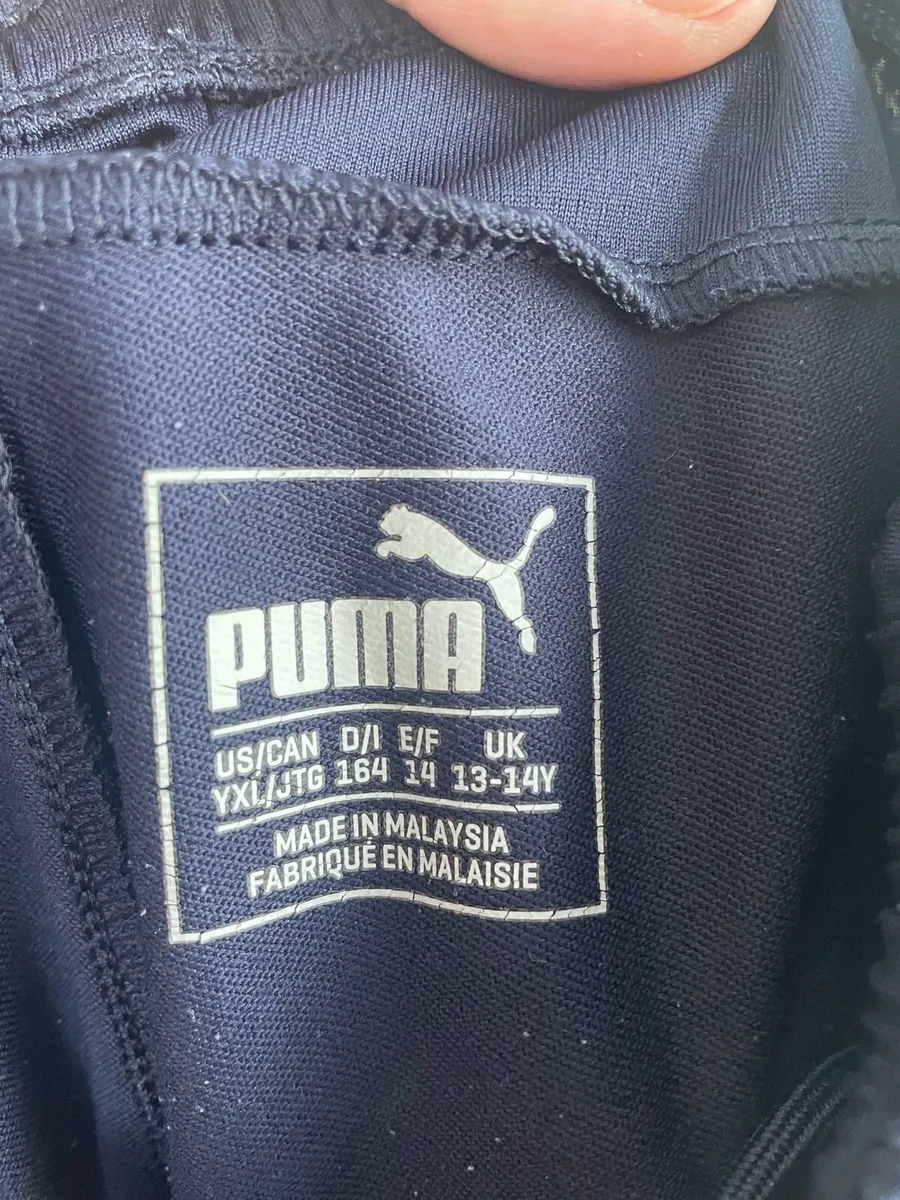 PUMA
US/CAN D/I E/F UK
YXL/JTG 164 14 13-14Y
MADE IN MALAYSIA
FABRIQUÉ EN MALAISIE